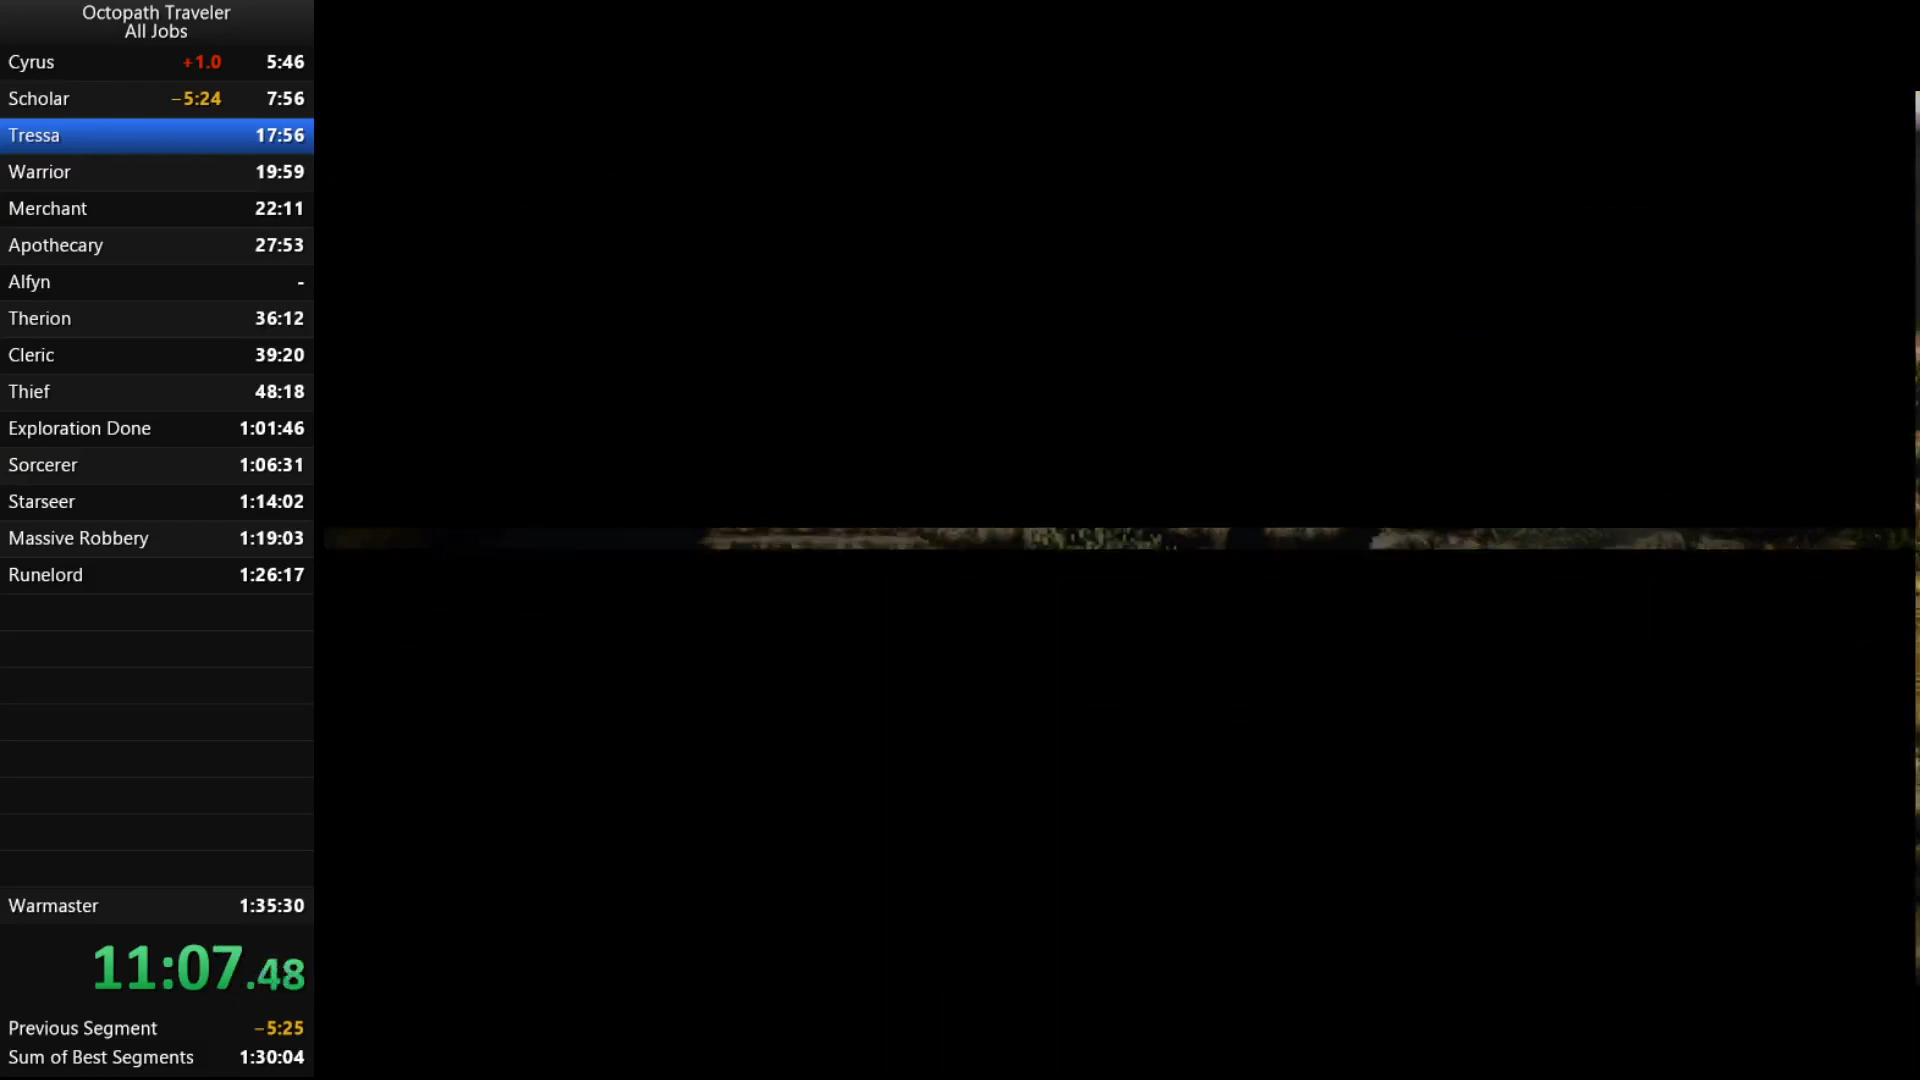 Octopath Traveler
All Jobs
Cyrus +1.0 5:46
Scholar −5:24 7:56
Tressa 17:56
Warrior 19:59
Merchant 22:11
Apothecary 27:53
Alfyn -
Therion 36:12
Cleric 39:20
Thief 48:18
Exploration Done 1:01:46
Sorcerer 1:06:31
Starseer 1:14:02
Massive Robbery 1:19:03
Runelord 1:26:17
Warmaster 1:35:30
11:07.48
Previous Segment −5:25
Sum of Best Segments 1:30:04